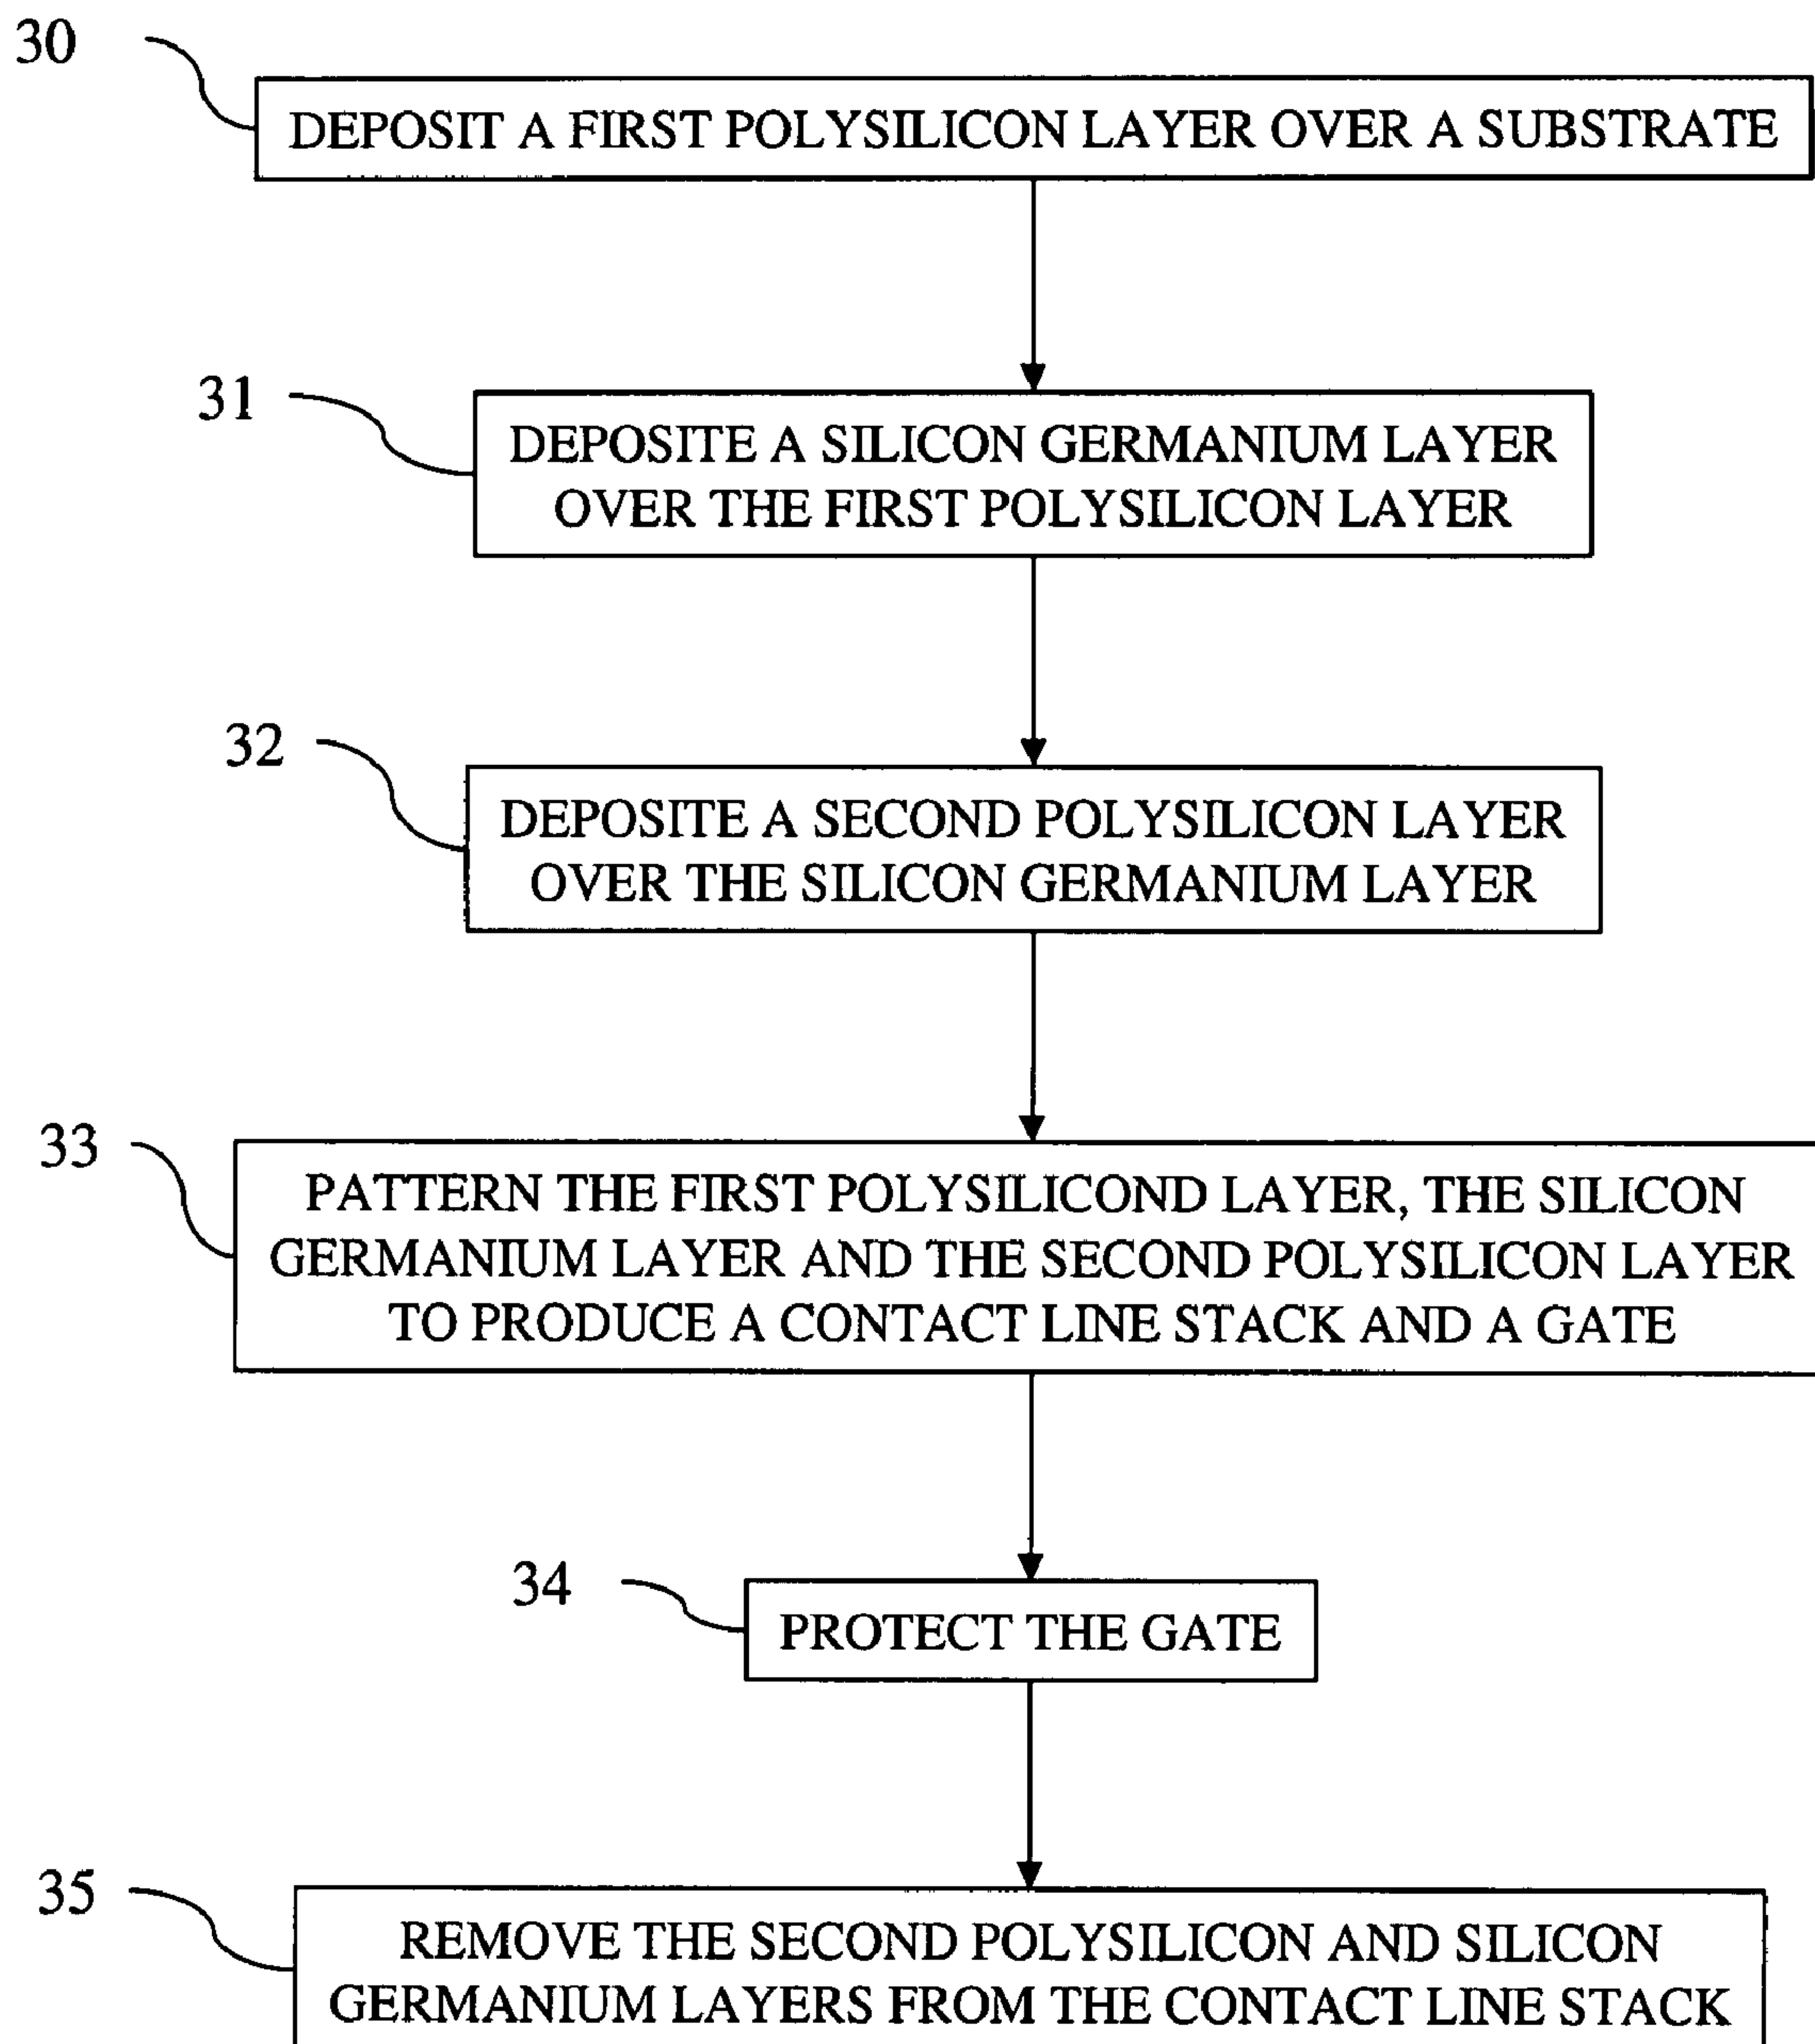 30
DEPOSIT A FIRST POLYSILICON LAYER OVER A SUBSTRATE
31
DEPOSITE A SILICON GERMANIUM LAYER
OVER THE FIRST POLYSILICON LAYER
32
DEPOSITE A SECOND POLYSILICON LAYER
OVER THE SILICON GERMANIUM LAYER
33
PATTERN THE FIRST POLYSILICOND LAYER, THE SILICON
GERMANIUM LAYER AND THE SECOND POLYSILICON LAYER
TO PRODUCE A CONTACT LINE STACK AND A GATE
34
PROTECT THE GATE
35
REMOVE THE SECOND POLYSILICON AND SILICON
GERMANIUM LAYERS FROM THE CONTACT LINE STACK